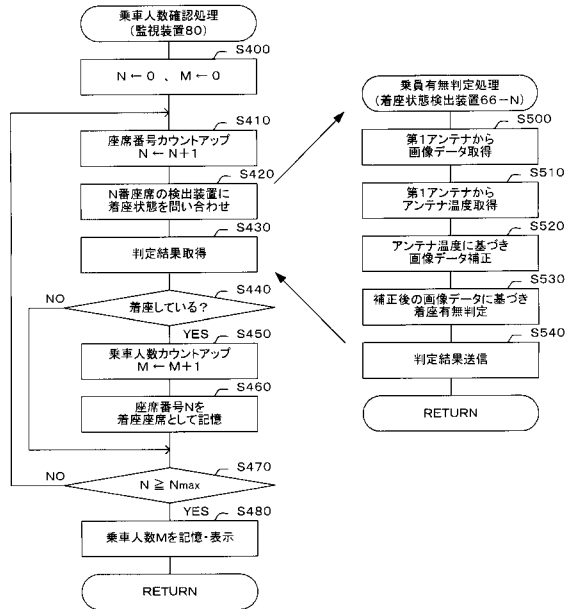 乗車人数確認処理
(監視装置80)
S400
N←0 、M←0
S410
座席番号カウントアップ
N ← N+1
S420
N番座席の検出装置に
着座状態を問い合わせ
S430
判定結果取得
S440
NO
着座している?
YES
S450
乗車人数カウントアップ
M ← M+1
S460
座席番号Nを
着座座席として記憶
S470
NO
N ≧ Nmax
YES
S480
乗車人数Mを記憶・表示
RETURN
乗員有無判定処理
(着座状態検出装置66-N)
S500
第1アンテナから
画像データ取得
S510
第1アンテナから
アンテナ温度取得
S520
アンテナ温度に基づき
画像データ補正
S530
補正後の画像データに基づき
着座有無判定
S540
判定結果送信
RETURN